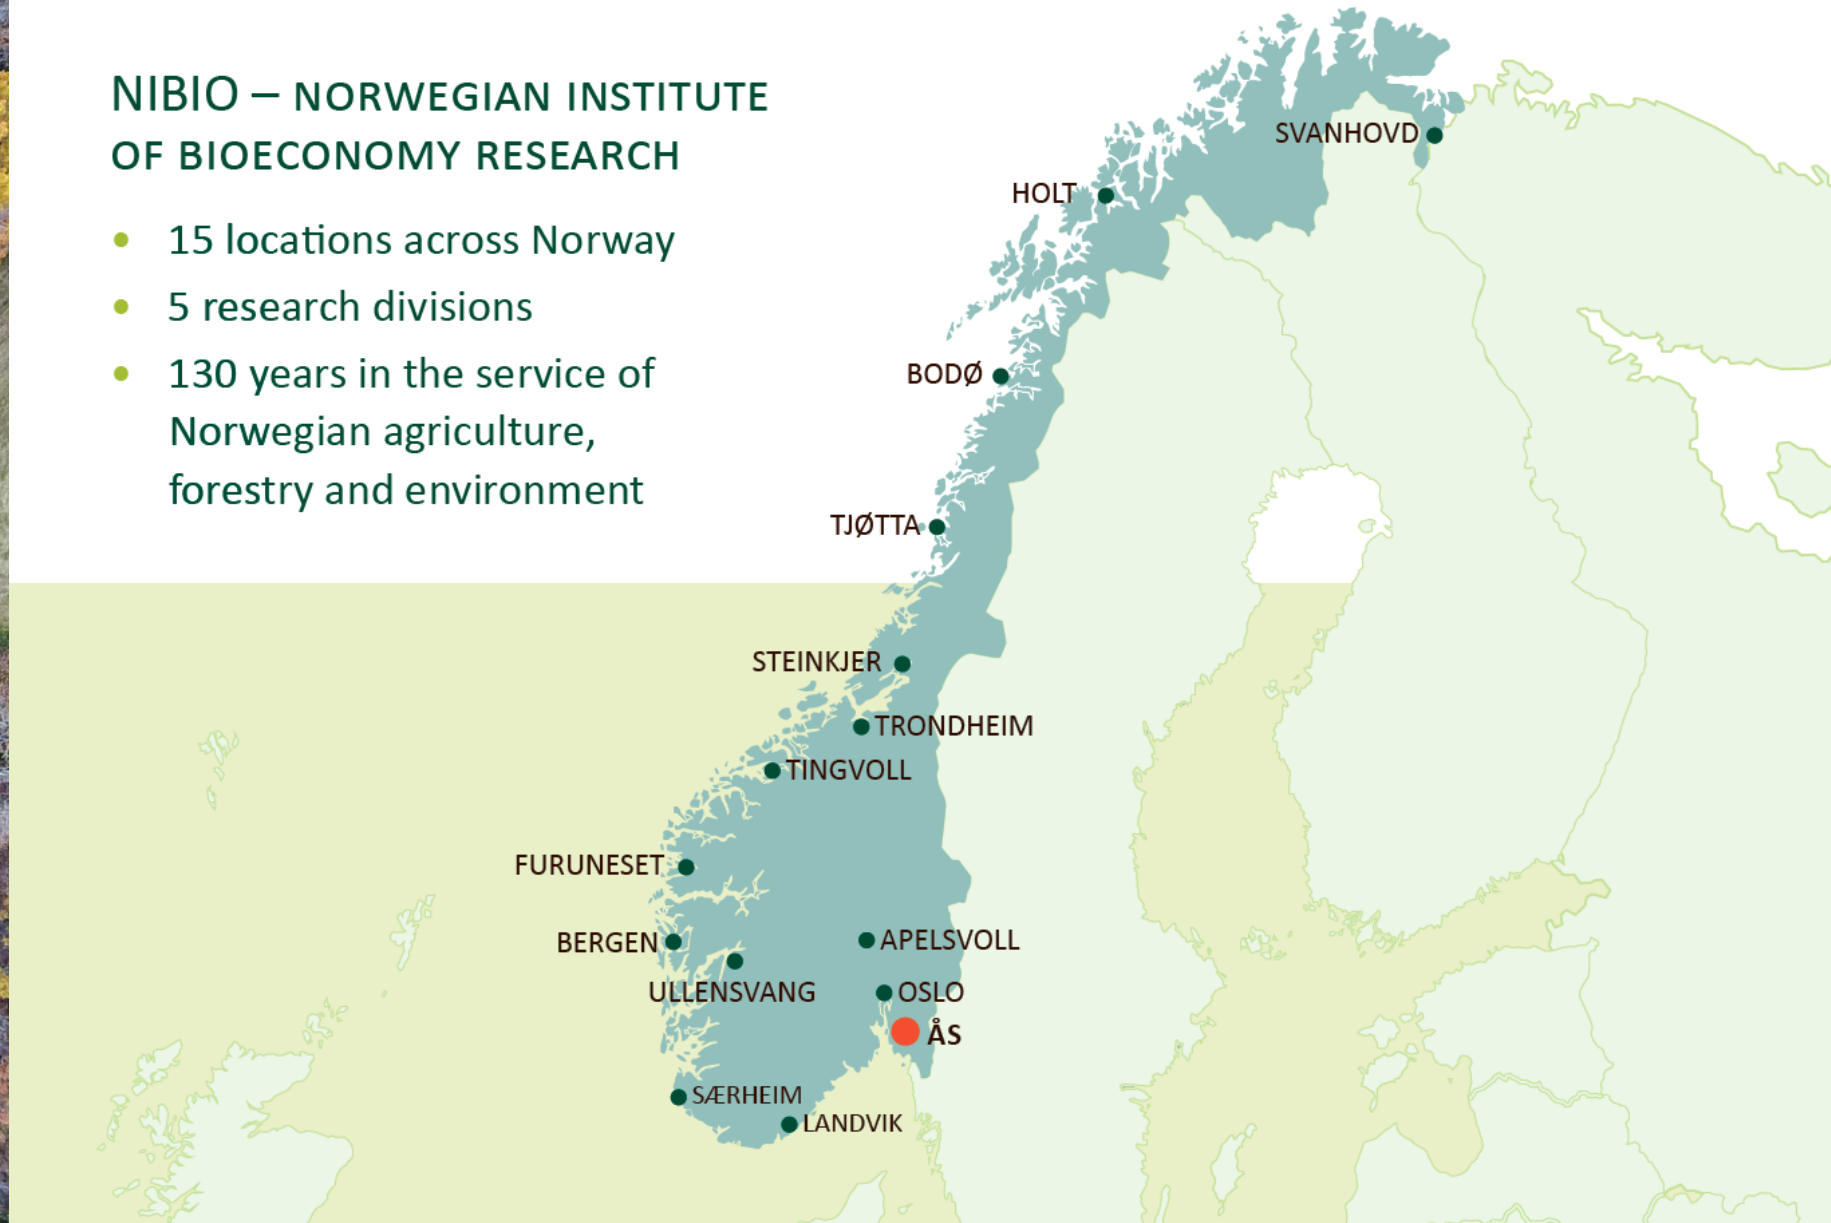 NIBIO – NORWEGIAN INSTITUTE
OF BIOECONOMY RESEARCH
• 15 locations across Norway
• 5 research divisions
• 130 years in the service of
Norwegian agriculture,
forestry and environment
SVANHOVD
HOLT
BODØ
TJØTTA
STEINKJER
TRONDHEIM
TINGVOLL
FURUNESET
BERGEN
APELSVOLL
ULLENSVANG
OSLO
ÅS
SÆRHEIM
LANDVIK